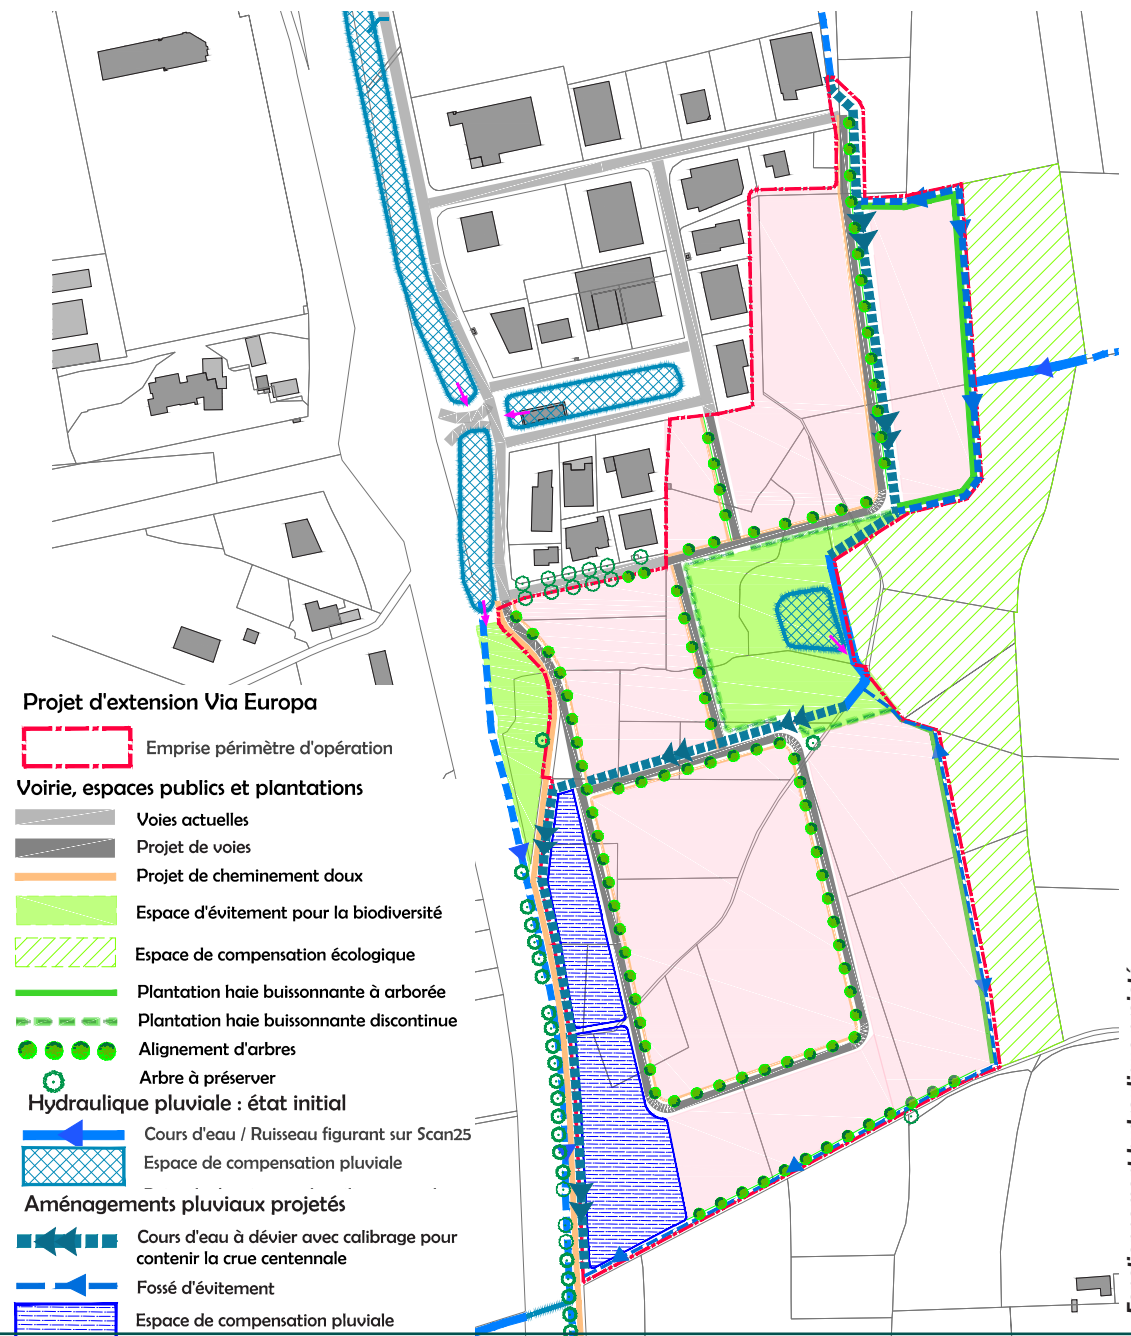 Projet d'extension Via Europa
Emprise périmètre d'opération
Voirie, espaces publics et plantations
Voies actuelles
Projet de voies
Projet de cheminement doux
Espace d'évitement pour la biodiversité
Espace de compensation écologique
Plantation haie buissonnante à arborée
Plantation haie buissonnante discontinue
Alignement d'arbres
Arbre à préserver
Hydraulique pluviale : état initial
Cours d'eau / Ruisseau figurant sur Scan25
Espace de compensation pluviale
Aménagements pluviaux projetés
Cours d'eau à dévier avec calibrage pour
contenir la crue centennale
Fossé d'évitement
Espace de compensation pluviale